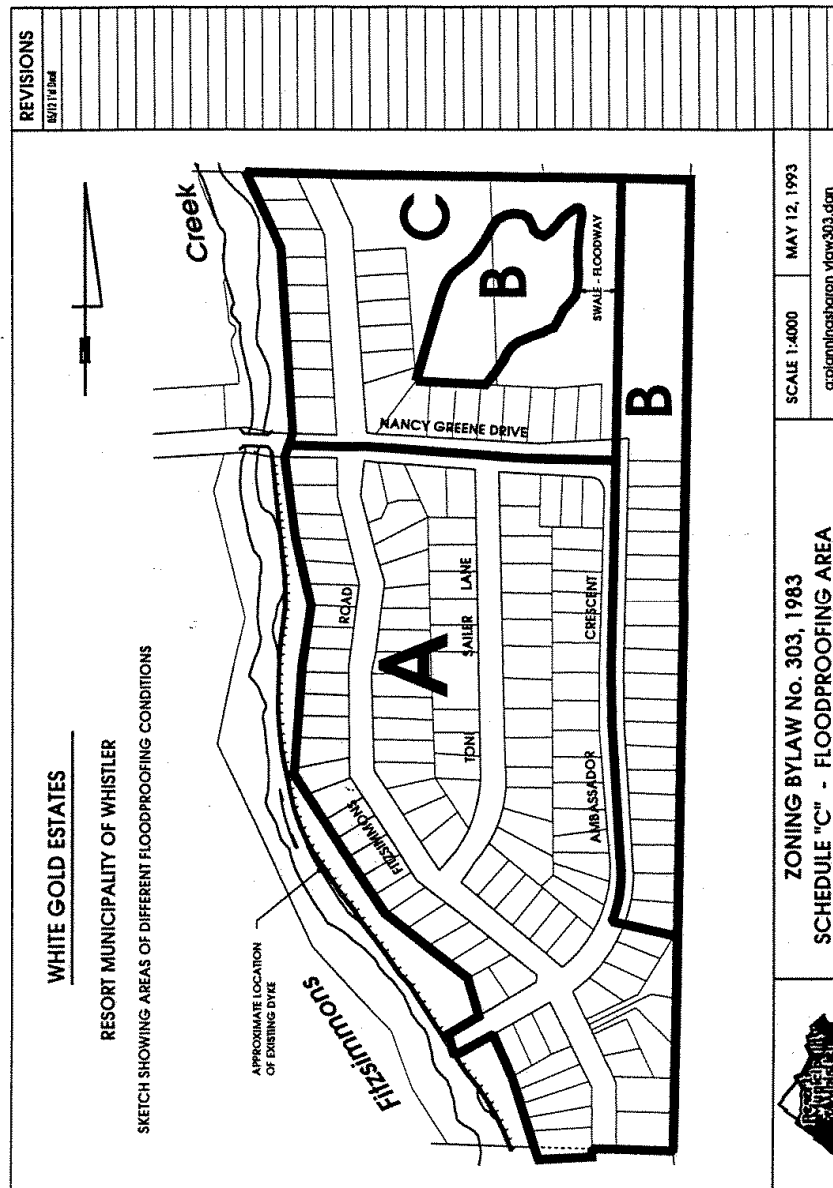 WHITE GOLD ESTATES
RESORT MUNICIPALITY OF WHISTLER
SKETCH SHOWING AREAS OF DIFFERENT FLOODPROOFING CONDITIONS
REVISIONS
Creek
APPROXIMATE LOCATION
OF EXISTING DYKE
Fitzsimmons
FITZSIMMONS
ROAD
NANCY GREENE DRIVE
A
TONI SAILER LANE
AMBASSADOR CRESCENT
C
B
SWALE - FLOODWAY
B
ZONING BYLAW No. 303, 1983
SCHEDULE "C" - FLOODPROOFING AREA
SCALE 1:4000
MAY 12, 1993